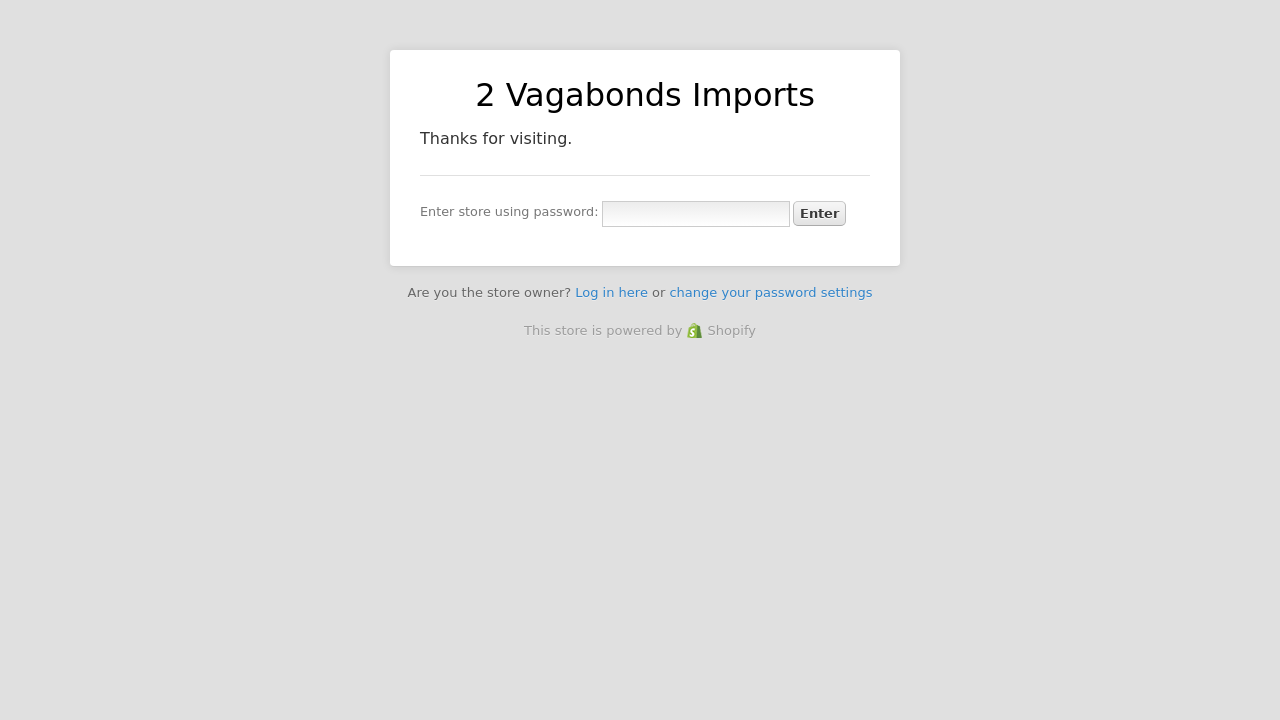 2 Vagabonds Imports
Thanks for visiting.
Enter store using password: Enter
Are you the store owner? Log in here or change your password settings
This store is powered by Shopify